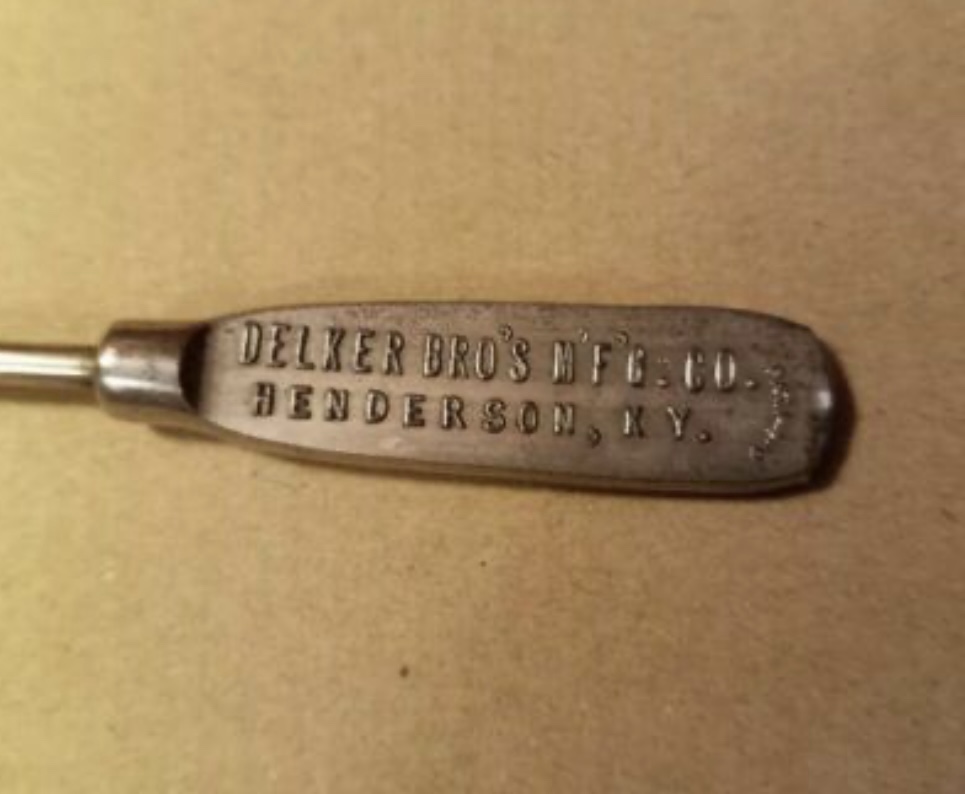 DELKER BRO'S M'F'G. CO.
HENDERSON, KY.